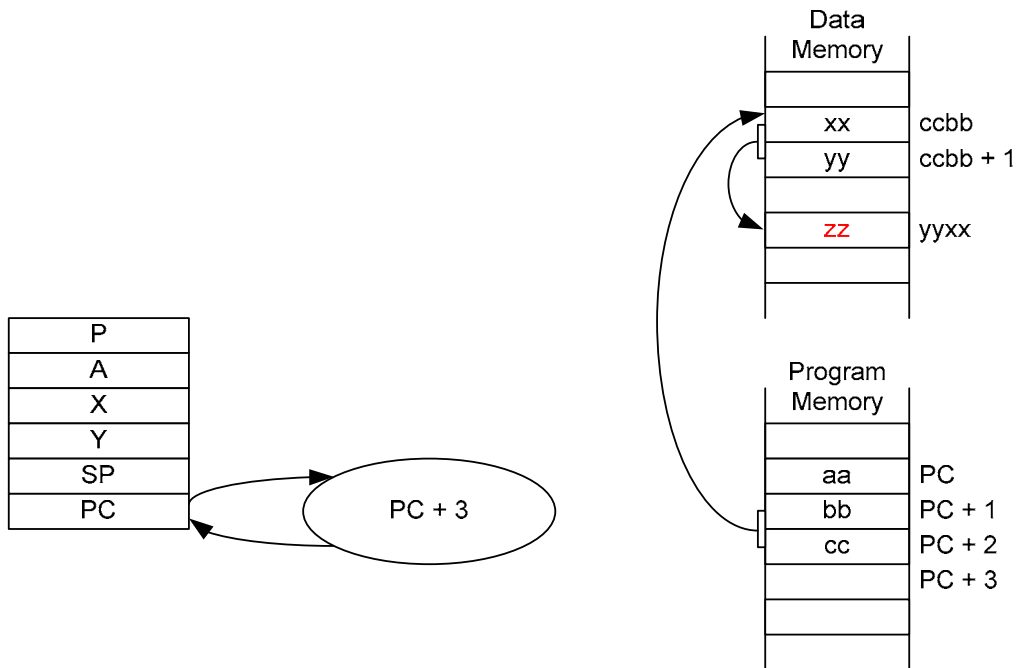 Data
Memory
xx ccbb
yy ccbb + 1
zz yyxx
P
A
X
Y
SP
PC
PC + 3
Program
Memory
aa PC
bb PC + 1
cc PC + 2
PC + 3